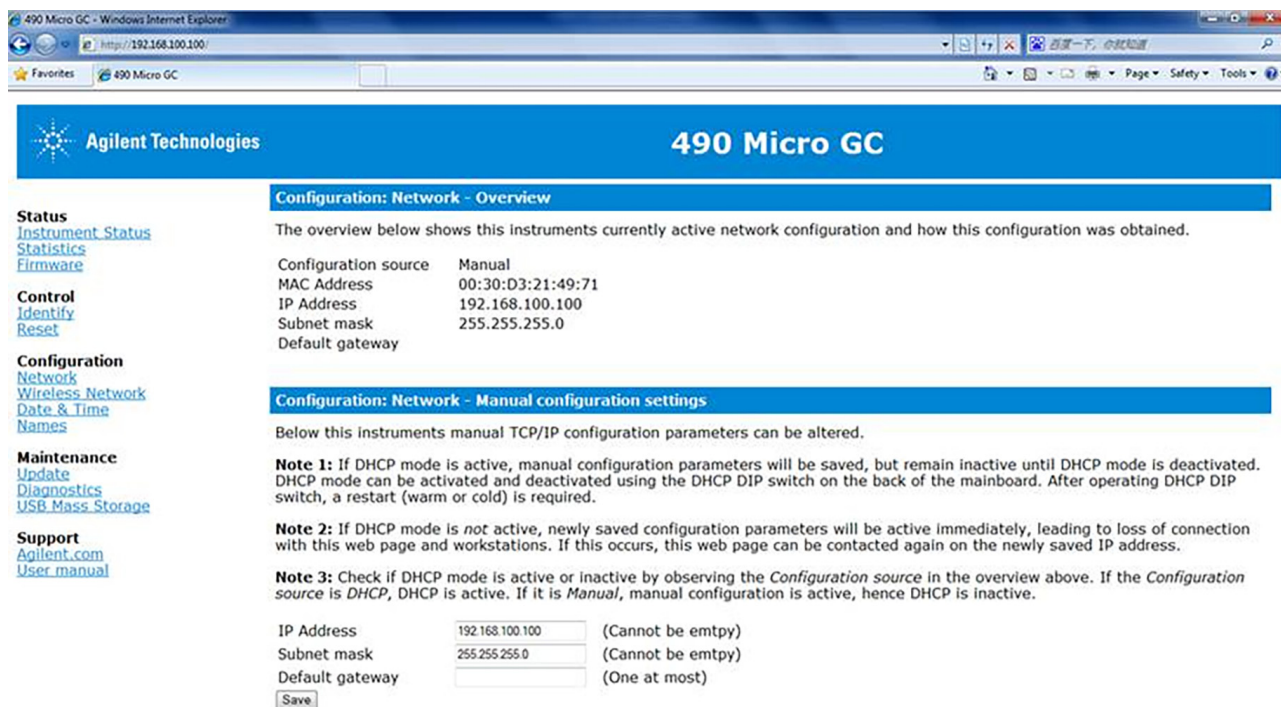 490 Micro GC - Windows Internet Explorer
http://192.168.100.100/
百度一下，你就知道
Favorites
490 Micro GC
Page
Safety
Tools
Agilent Technologies
490 Micro GC
Status
Instrument Status
Statistics
Firmware
Control
Identify
Reset
Configuration
Network
Wireless Network
Date & Time
Names
Maintenance
Update
Diagnostics
USB Mass Storage
Support
Agilent.com
User manual
Configuration: Network - Overview
The overview below shows this instruments currently active network configuration and how this configuration was obtained.
Configuration source Manual
MAC Address 00:30:D3:21:49:71
IP Address 192.168.100.100
Subnet mask 255.255.255.0
Default gateway
Configuration: Network - Manual configuration settings
Below this instruments manual TCP/IP configuration parameters can be altered.
Note 1: If DHCP mode is active, manual configuration parameters will be saved, but remain inactive until DHCP mode is deactivated.
DHCP mode can be activated and deactivated using the DHCP DIP switch on the back of the mainboard. After operating DHCP DIP
switch, a restart (warm or cold) is required.
Note 2: If DHCP mode is not active, newly saved configuration parameters will be active immediately, leading to loss of connection
with this web page and workstations. If this occurs, this web page can be contacted again on the newly saved IP address.
Note 3: Check if DHCP mode is active or inactive by observing the Configuration source in the overview above. If the Configuration
source is DHCP, DHCP is active. If it is Manual, manual configuration is active, hence DHCP is inactive.
IP Address 192.168.100.100 (Cannot be emtpy)
Subnet mask 255.255.255.0 (Cannot be emtpy)
Default gateway (One at most)
Save